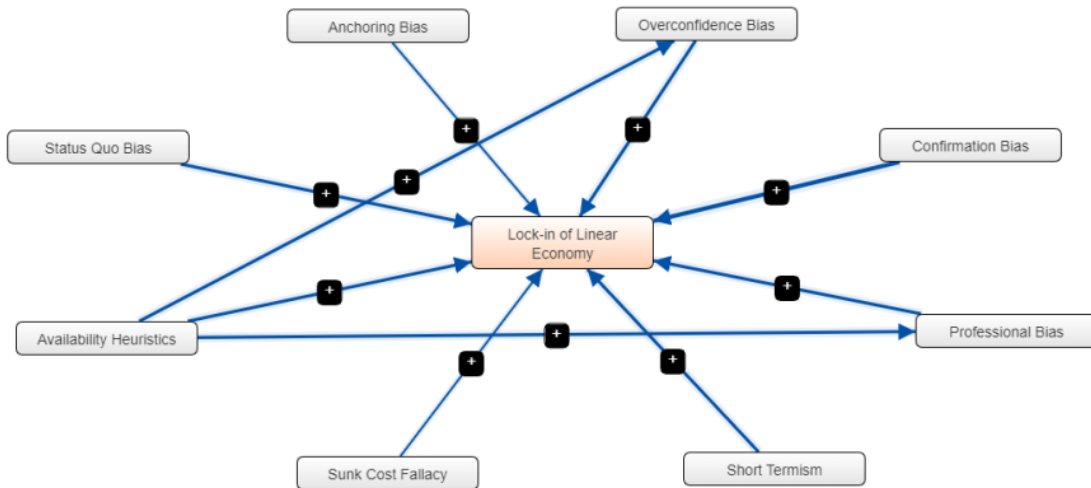 Anchoring Bias
Overconfidence Bias
+
+
Status Quo Bias
Confirmation Bias
+
+
+
Lock-in of Linear
Economy
+
+
Availability Heuristics
+
Professional Bias
+
+
Sunk Cost Fallacy
Short Termism